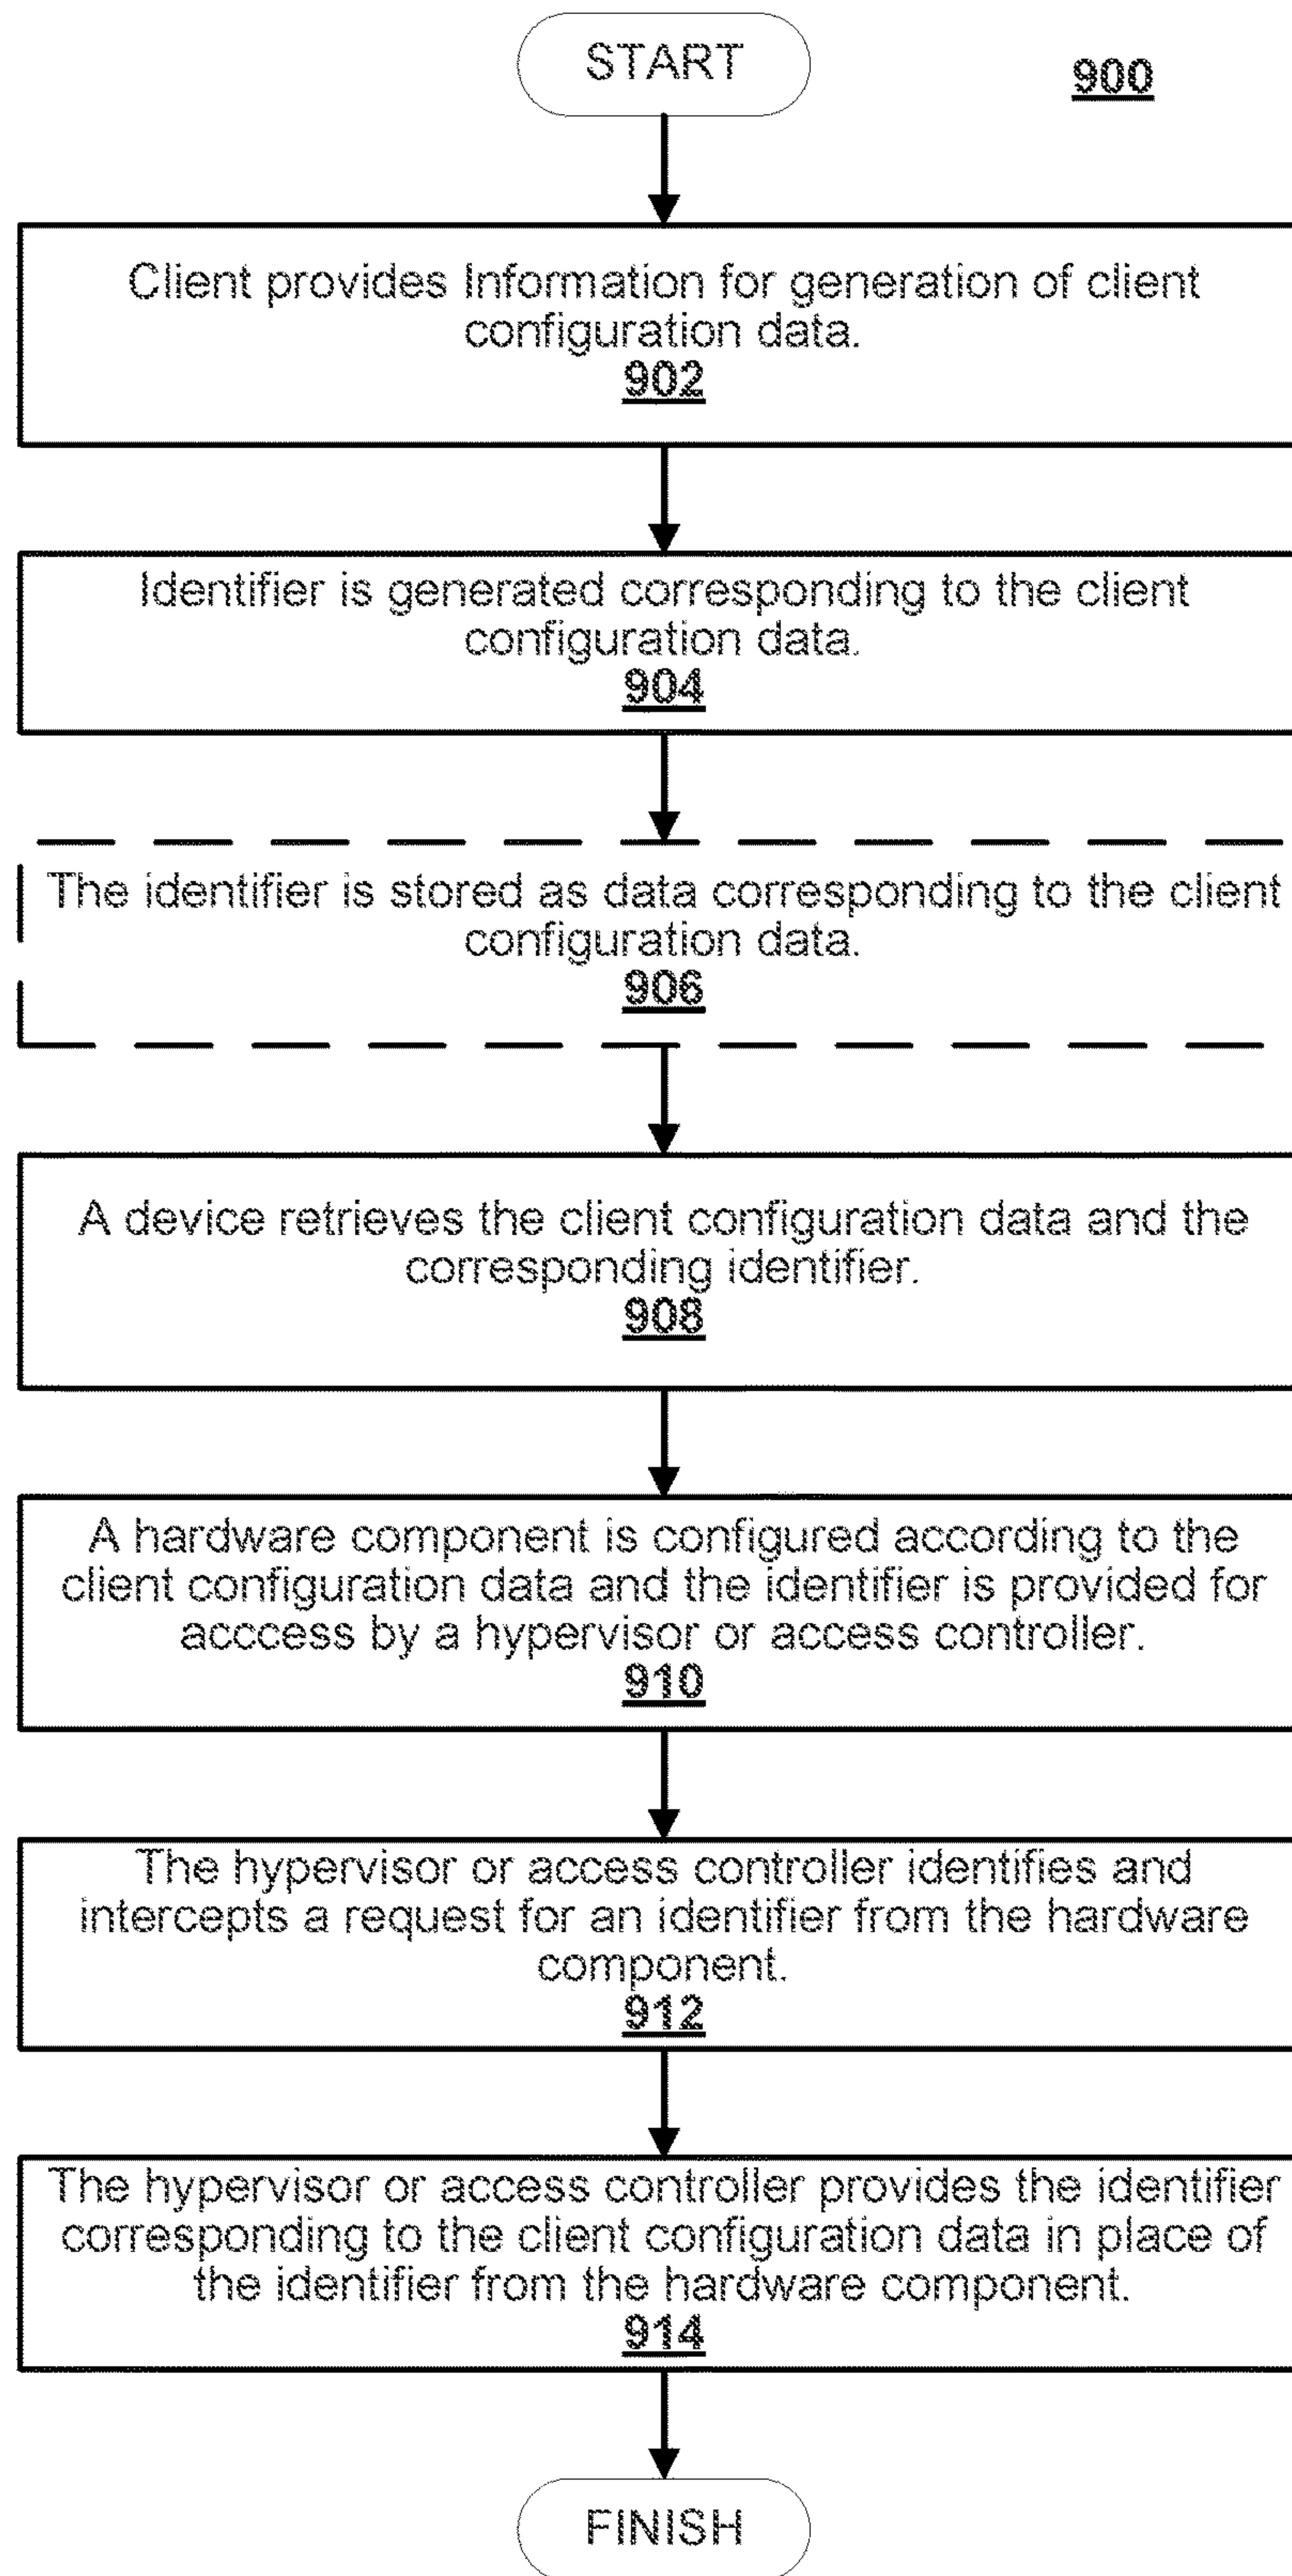 START
900
Client provides Information for generation of client
configuration data.
902
Identifier is generated corresponding to the client
configuration data.
904
The identifier is stored as data corresponding to the client
configuration data.
906
A device retrieves the client configuration data and the
corresponding identifier.
908
A hardware component is configured according to the
client configuration data and the identifier is provided for
acccess by a hypervisor or access controller.
910
The hypervisor or access controller identifies and
intercepts a request for an identifier from the hardware
component.
912
The hypervisor or access controller provides the identifier
corresponding to the client configuration data in place of
the identifier from the hardware component.
914
FINISH